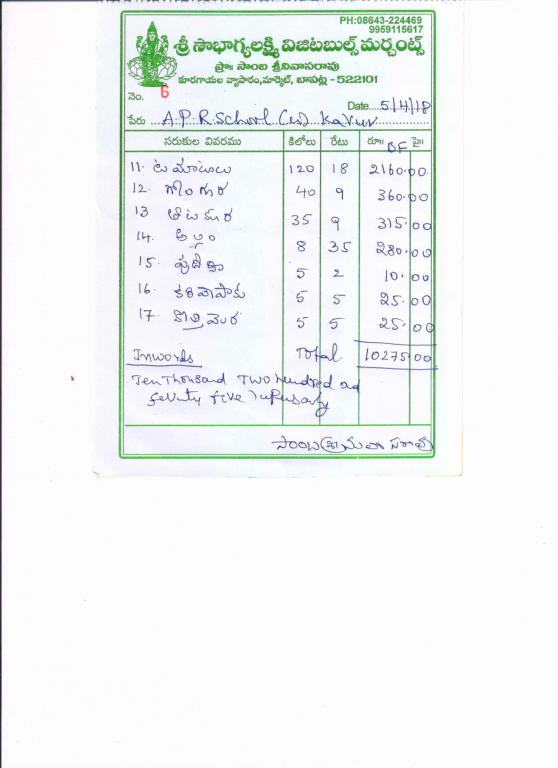 PH:08643-224469
9959115617
శ్రీ సౌభాగ్యలక్ష్మి విజిటబుల్స్ మర్చంట్స్
ప్రొః సాంబ శ్రీనివాసరావు
కూరగాయల వ్యాపారం,మార్కెట్, బాపట్ల - 522101
నెం. 6
Date....5/4/18
పేరు ...A.P.R.School (G) Kavur
సరుకుల వివరము కిలోలు రేటు రూ॥ BF పై॥
11. టమాటాలు 120 18 2160.00
12. గోంగూర 40 9 360.00
13 తోటకూర 35 9 315.00
14. అల్లం 8 35 280.00
15. పుదీనా 5 2 10.00
16. కరివేపాకు 5 5 25.00
17. కొత్తిమెర 5 5 25.00
Inwords Total 10275.00
Ten Thousand Two hundred ad
seventy five rupees only
సాంబశ్రీనివాసరావు